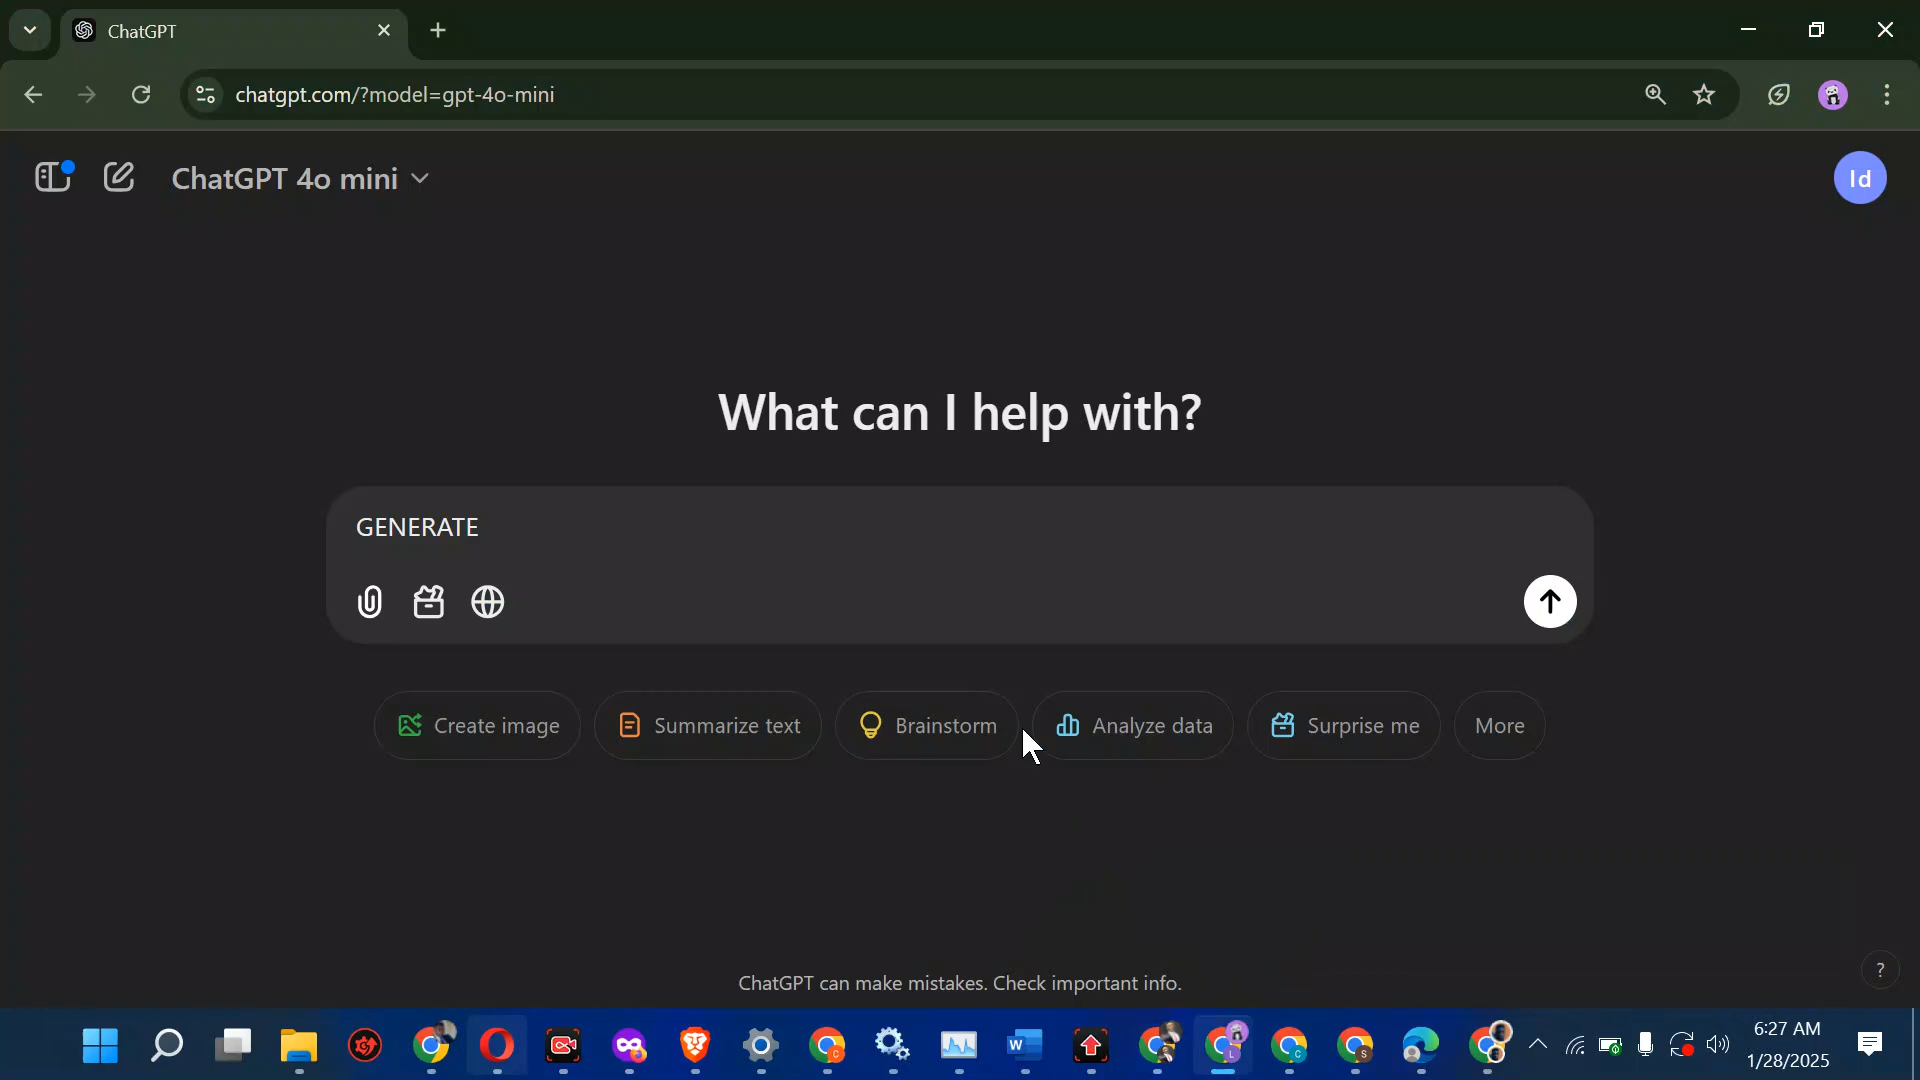 ChatGPT
chatgpt.com/?model=gpt-4o-mini
ChatGPT 4o mini
Id
What can I help with?
GENERATE
Create image
Summarize text
Brainstorm
Analyze data
Surprise me
More
ChatGPT can make mistakes. Check important info.
?
6:27 AM
1/28/2025